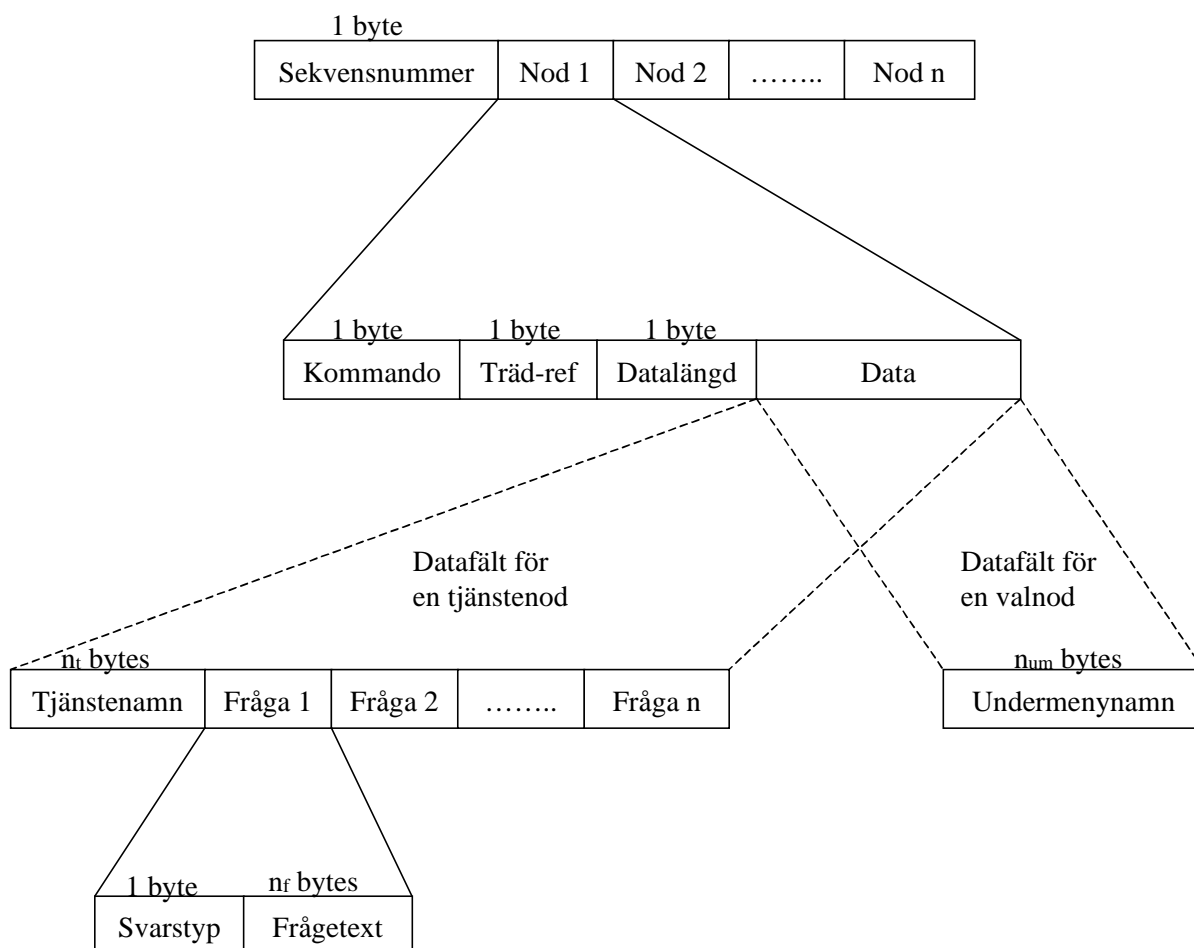 1 byte
Sekvensnummer Nod 1 Nod 2 …….. Nod n
1 byte 1 byte 1 byte
Kommando Träd-ref Datalängd Data
Datafält för
en tjänstenod
Datafält för
en valnod
nt bytes
Tjänstenamn Fråga 1 Fråga 2 …….. Fråga n
num bytes
Undermenynamn
1 byte nf bytes
Svarstyp Frågetext